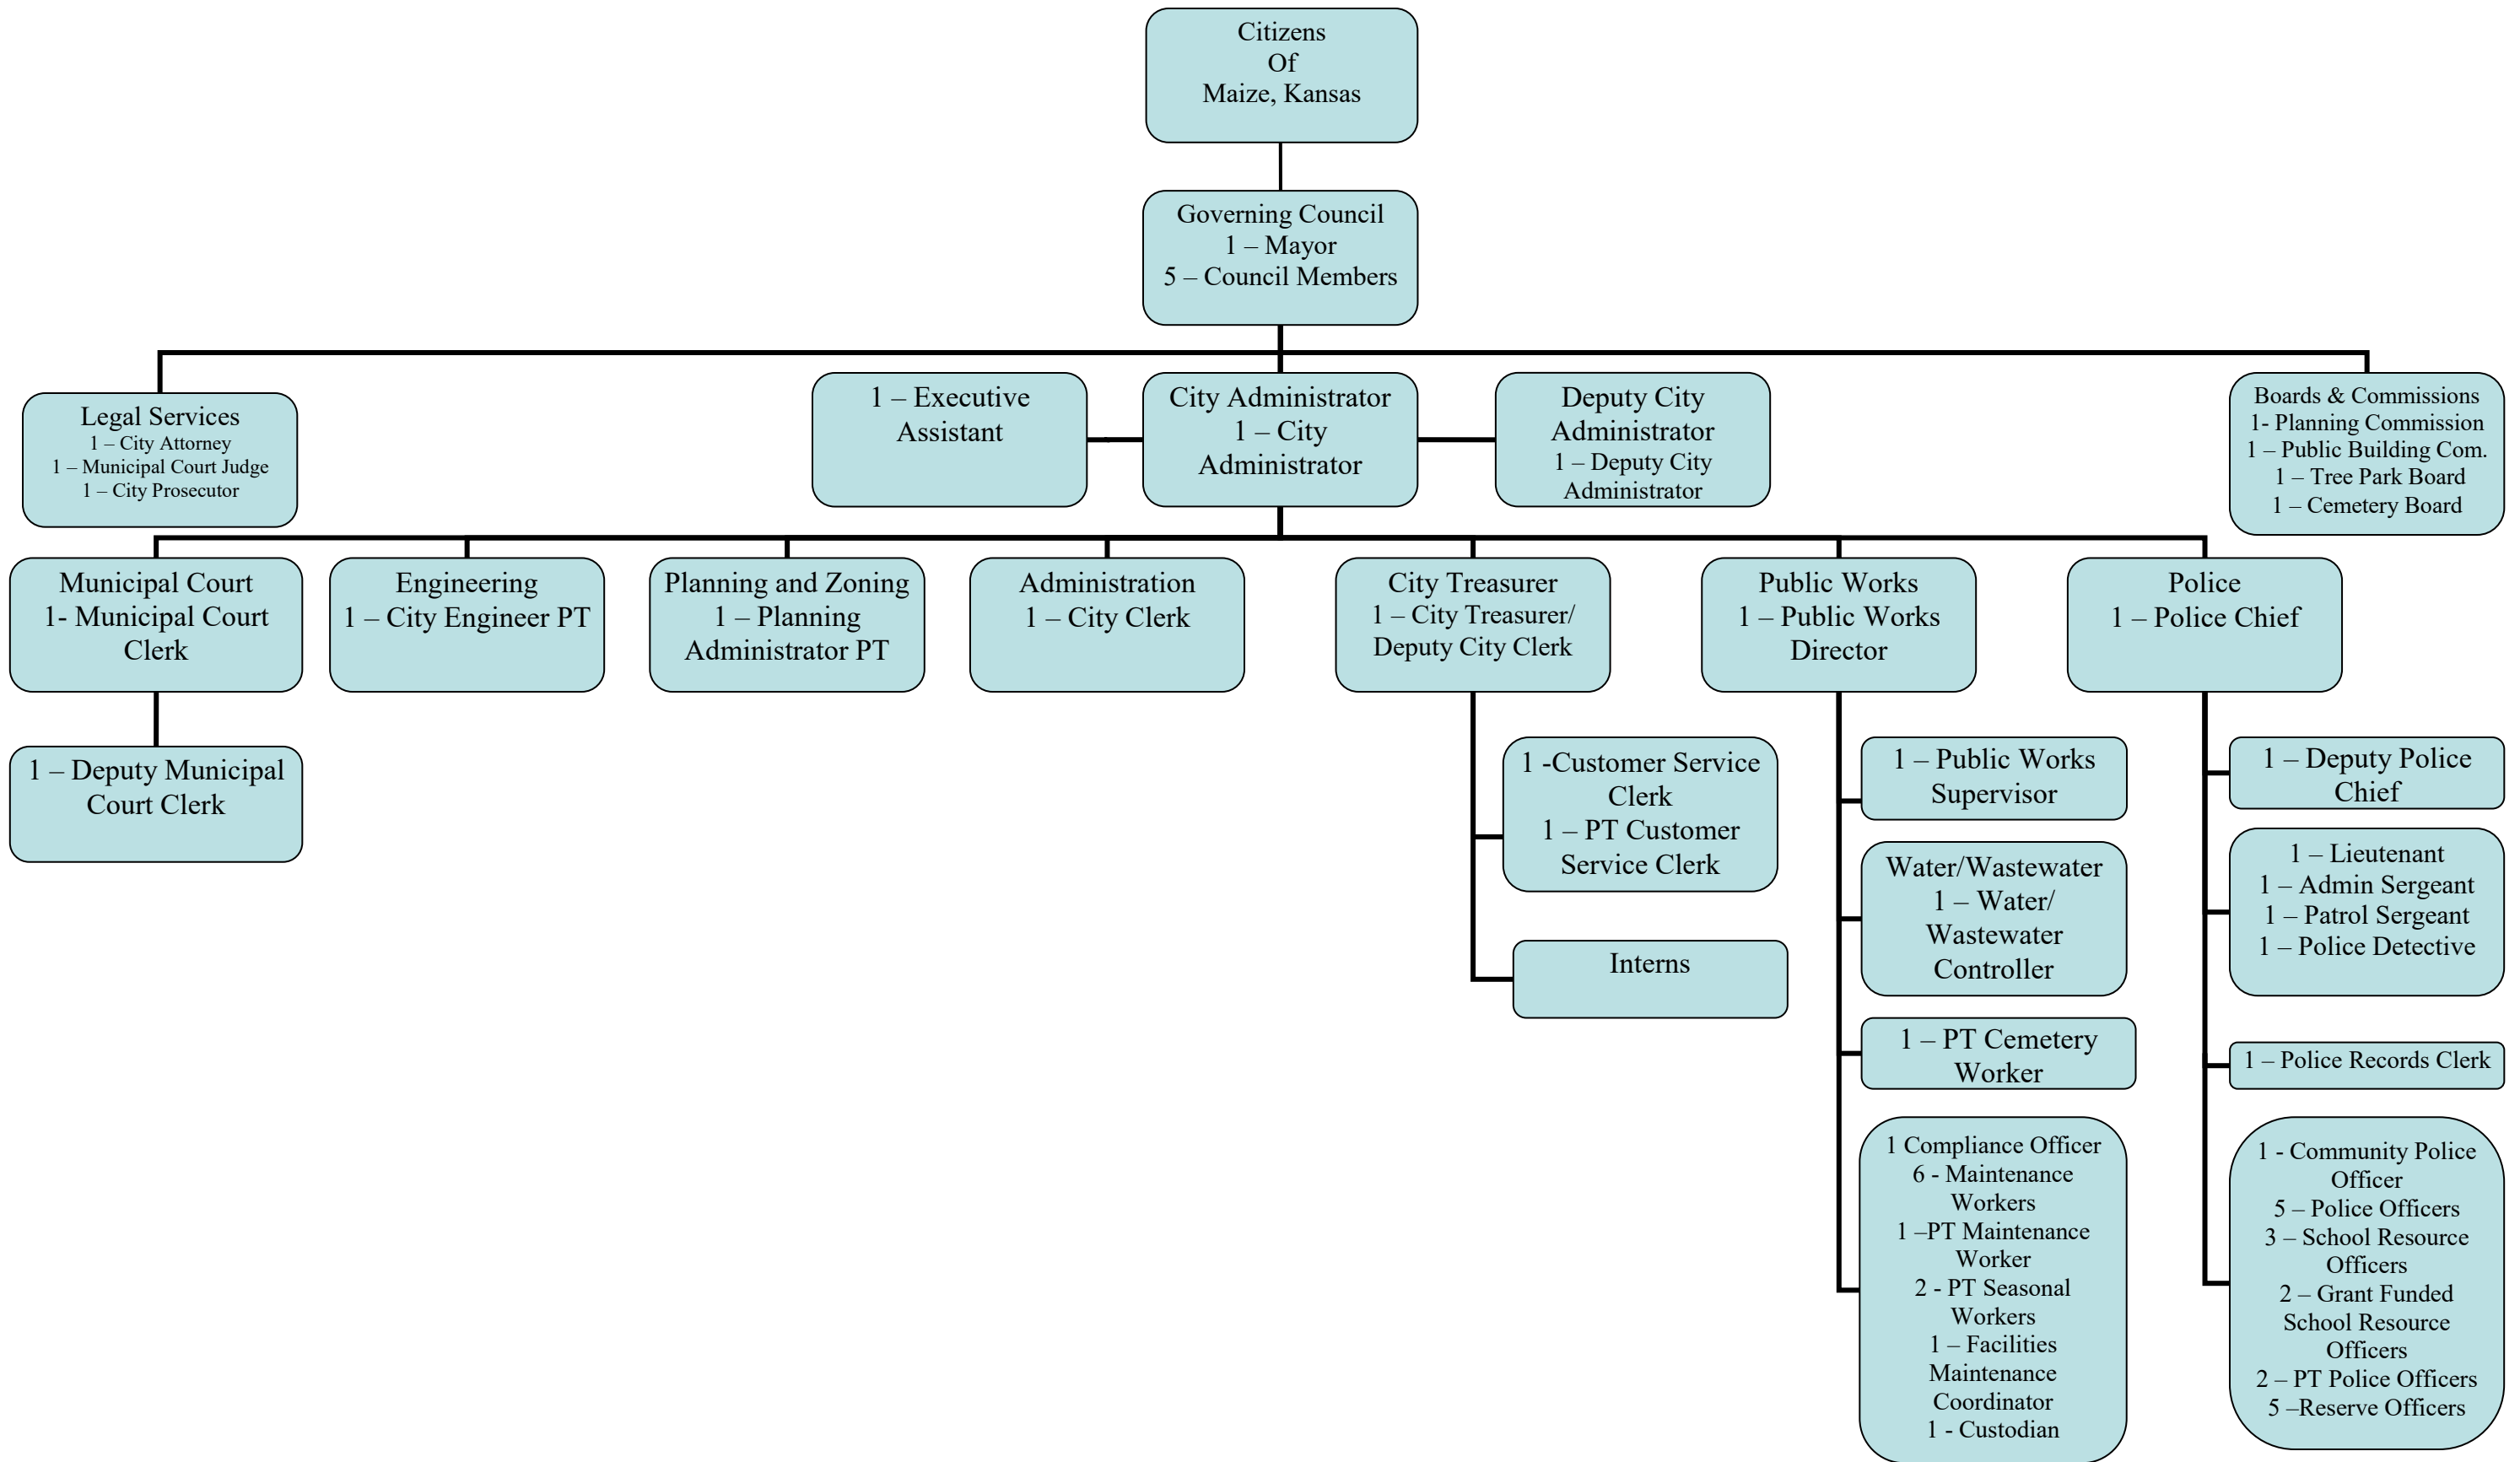 Citizens
Of
Maize, Kansas
Governing Council
1 – Mayor
5 – Council Members
Legal Services
1 – City Attorney
1 – Municipal Court Judge
1 – City Prosecutor
1 – Executive
Assistant
City Administrator
1 – City
Administrator
Deputy City
Administrator
1 – Deputy City
Administrator
Boards & Commissions
1- Planning Commission
1 – Public Building Com.
1 – Tree Park Board
1 – Cemetery Board
Municipal Court
1- Municipal Court
Clerk
Engineering
1 – City Engineer PT
Planning and Zoning
1 – Planning
Administrator PT
Administration
1 – City Clerk
City Treasurer
1 – City Treasurer/
Deputy City Clerk
Public Works
1 – Public Works
Director
Police
1 – Police Chief
1 – Deputy Municipal
Court Clerk
1 -Customer Service
Clerk
1 – PT Customer
Service Clerk
Interns
1 – Public Works
Supervisor
Water/Wastewater
1 – Water/
Wastewater
Controller
1 – PT Cemetery
Worker
1 Compliance Officer
6 - Maintenance
Workers
1 –PT Maintenance
Worker
2 - PT Seasonal
Workers
1 – Facilities
Maintenance
Coordinator
1 - Custodian
1 – Deputy Police
Chief
1 – Lieutenant
1 – Admin Sergeant
1 – Patrol Sergeant
1 – Police Detective
1 – Police Records Clerk
1 - Community Police
Officer
5 – Police Officers
3 – School Resource
Officers
2 – Grant Funded
School Resource
Officers
2 – PT Police Officers
5 –Reserve Officers